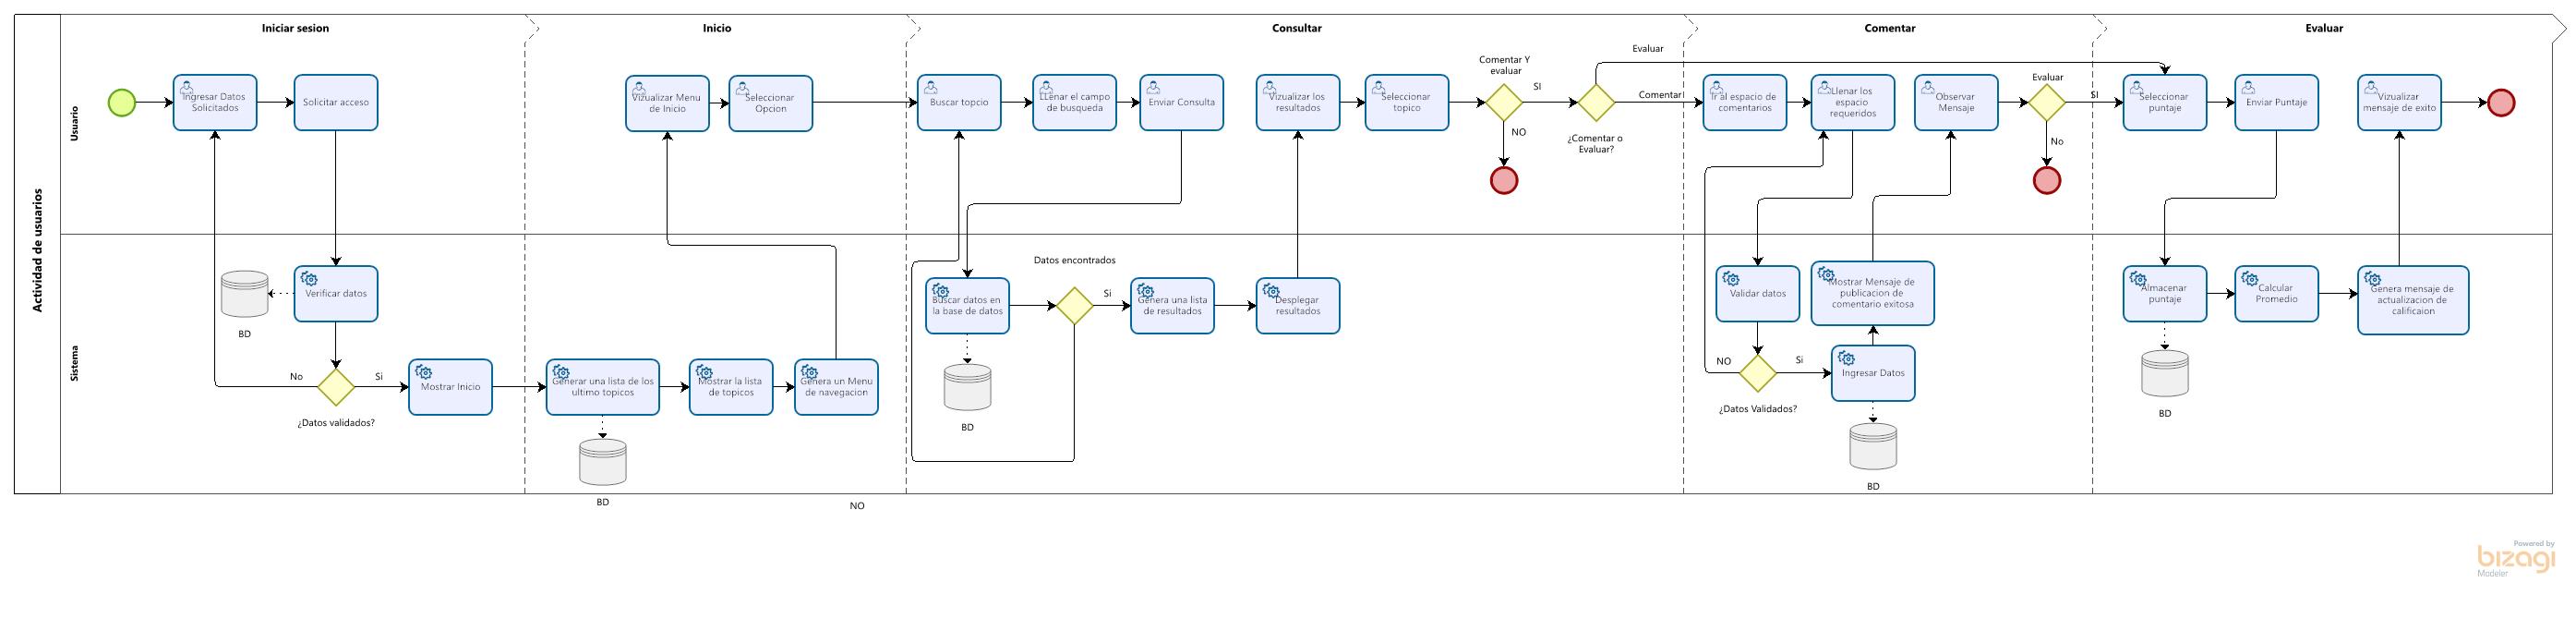 Iniciar sesion
Inicio
Consultar
Comentar
Evaluar
Actividad de usuarios
Usuario
Ingresar Datos
Solicitados
Solicitar acceso
Vizualizar Menu
de Inicio
Seleccionar
Opcion
Buscar topcio
LLenar el campo
de busqueda
Enviar Consulta
Vizualizar los
resultados
Seleccionar
topico
Comentar Y
evaluar
SI
NO
Evaluar
Comentar
¿Comentar o
Evaluar?
Ir al espacio de
comentarios
Llenar los
espacio
requeridos
Observar
Mensaje
Evaluar
SI
No
Seleccionar
puntaje
Enviar Puntaje
Vizualizar
mensaje de exito
Sistema
Verificar datos
BD
No
Si
¿Datos validados?
Mostrar Inicio
Generar una lista de los
ultimo topicos
BD
Mostrar la lista
de topicos
Genera un Menu
de navegacion
NO
Buscar datos en
la base de datos
BD
Datos encontrados
Si
Genera una lista
de resultados
Desplegar
resultados
Validar datos
NO
Si
¿Datos Validados?
Mostrar Mensaje de
publicacion de
comentario exitosa
Ingresar Datos
BD
Almacenar
puntaje
BD
Calcular
Promedio
Genera mensaje de
actualizacion de
calificaion
Powered by
bizagi
Modeler